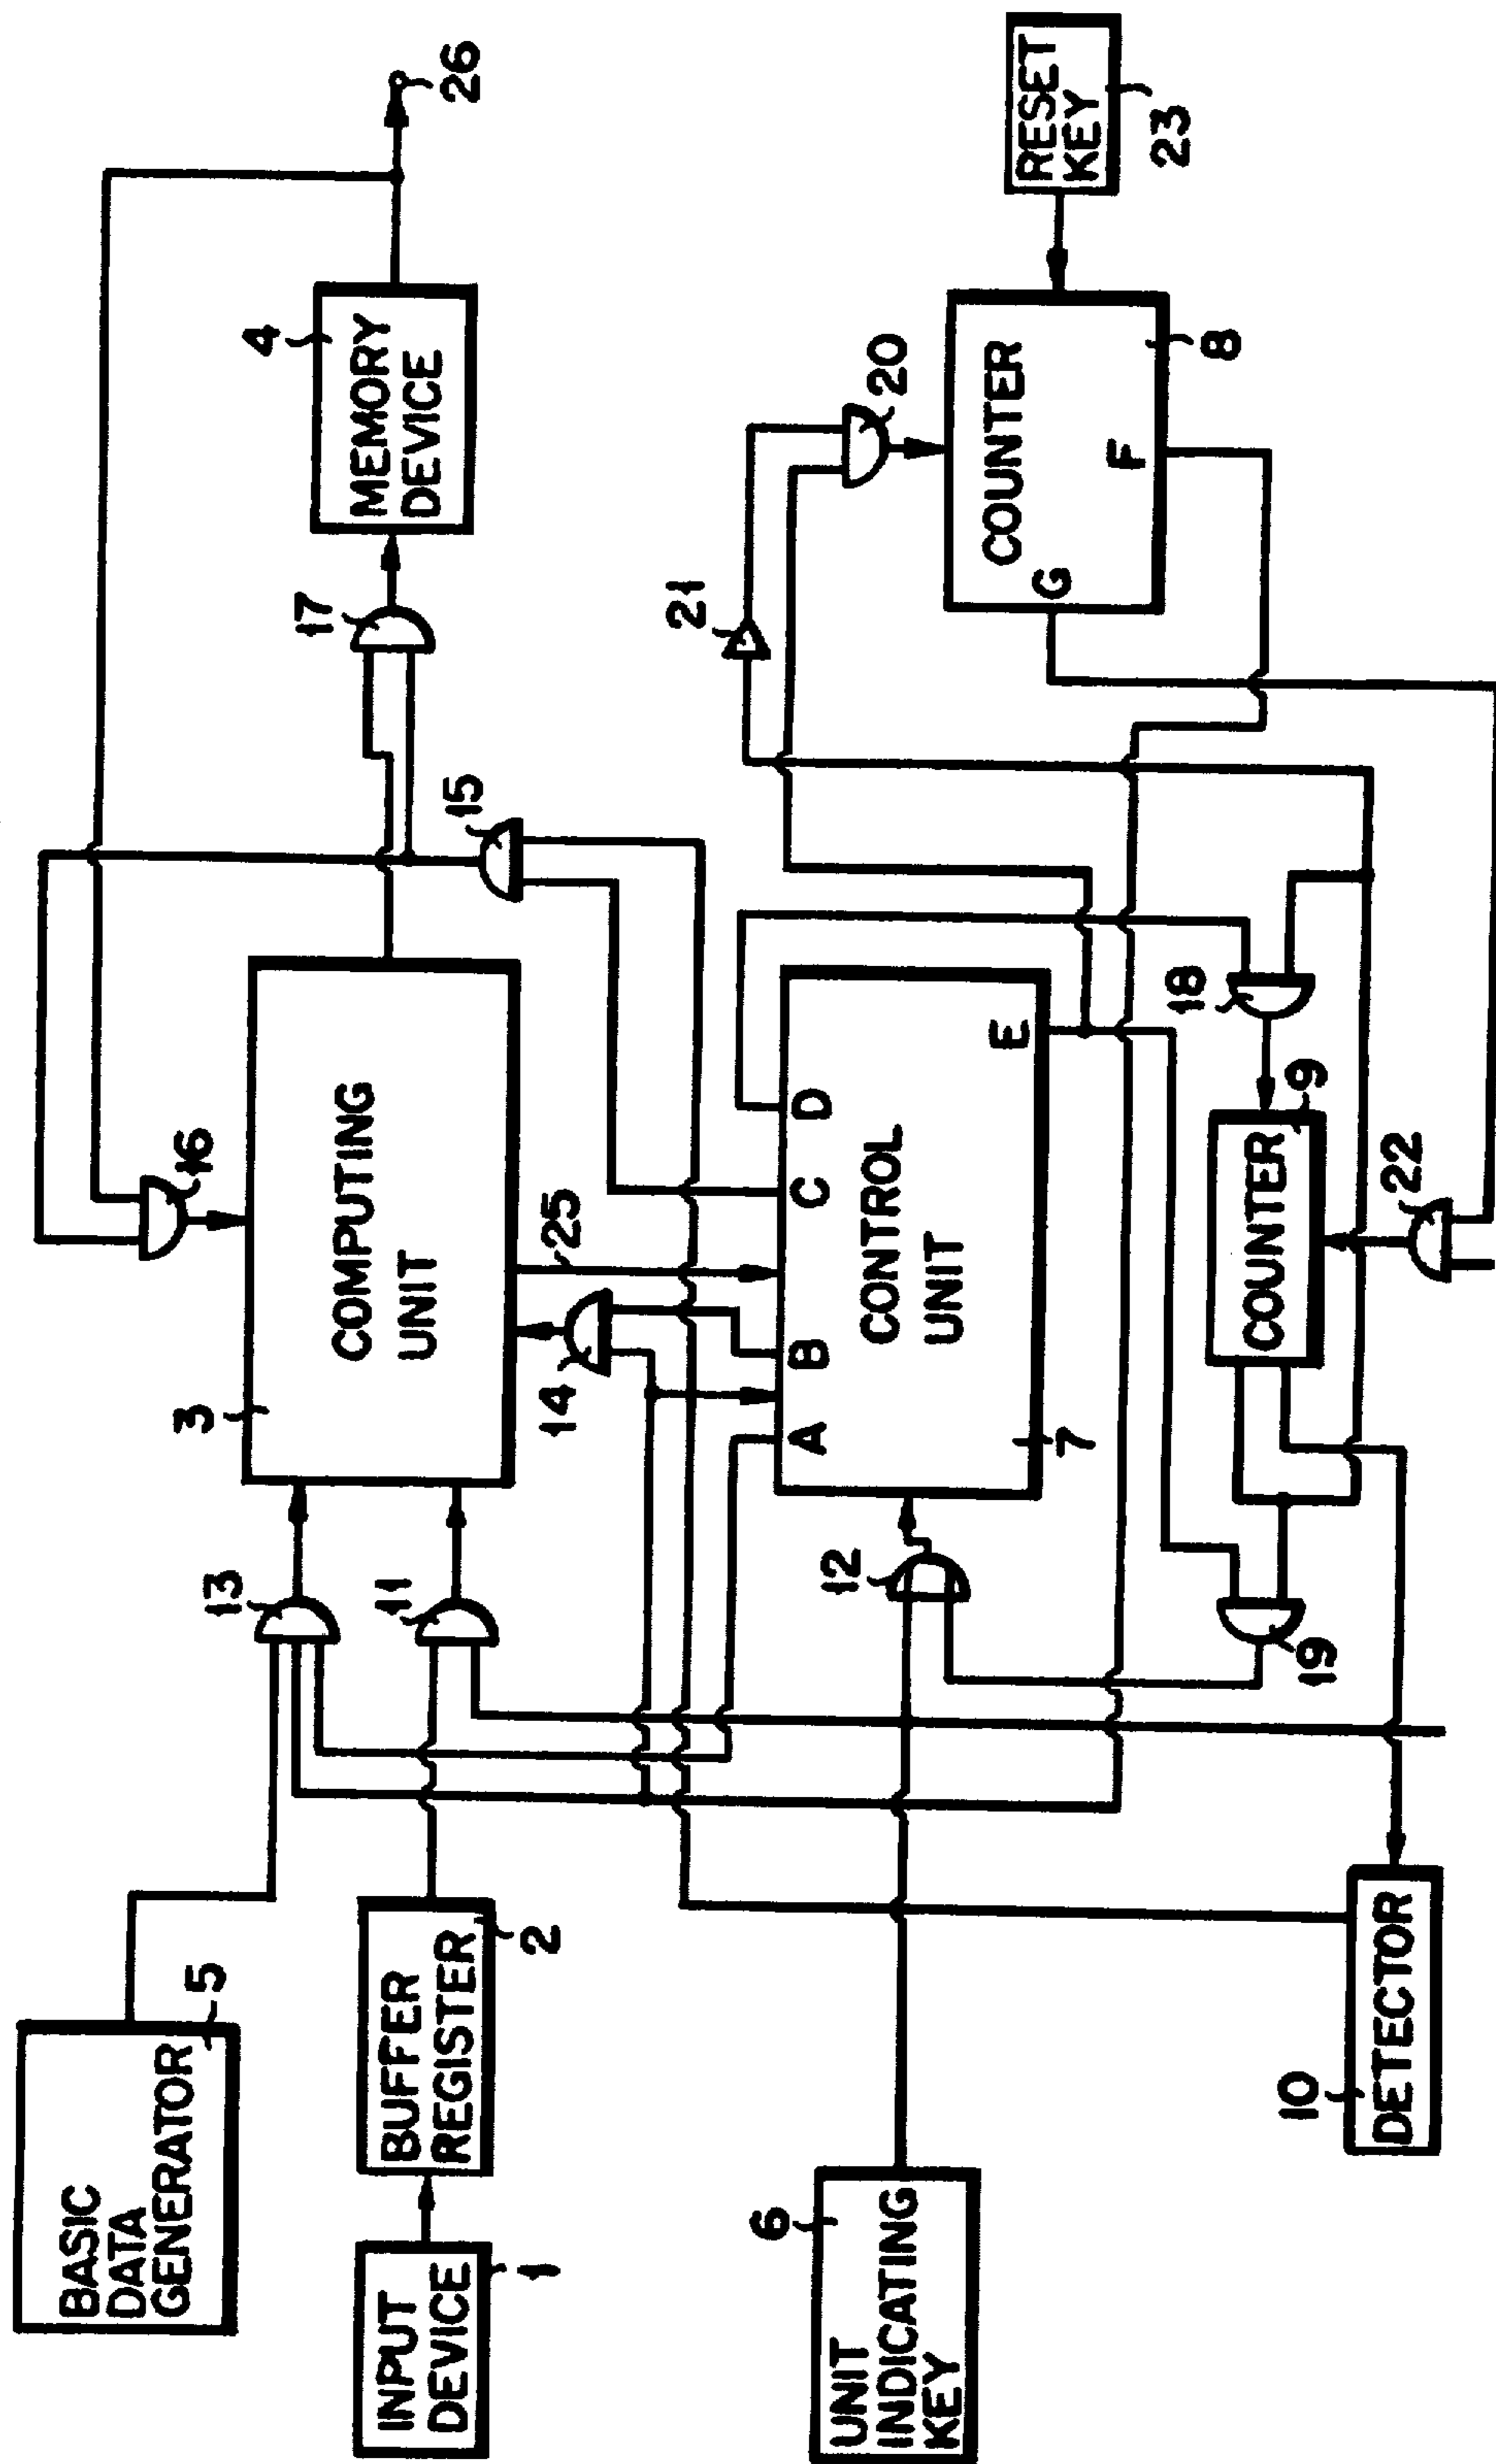 BASIC
DATA
GENERATOR
5
INPUT
DEVICE
1
BUFFER
REGISTER
2
13
11
3
COMPUTING
UNIT
16
14
25
15
17
4
MEMORY
DEVICE
26
6
UNIT
INDICATING
KEY
12
A
B
C
D
CONTROL
UNIT
E
7
21
20
COUNTER
G
F
8
RESET
KEY
23
10
DETECTOR
19
COUNTER
9
18
22